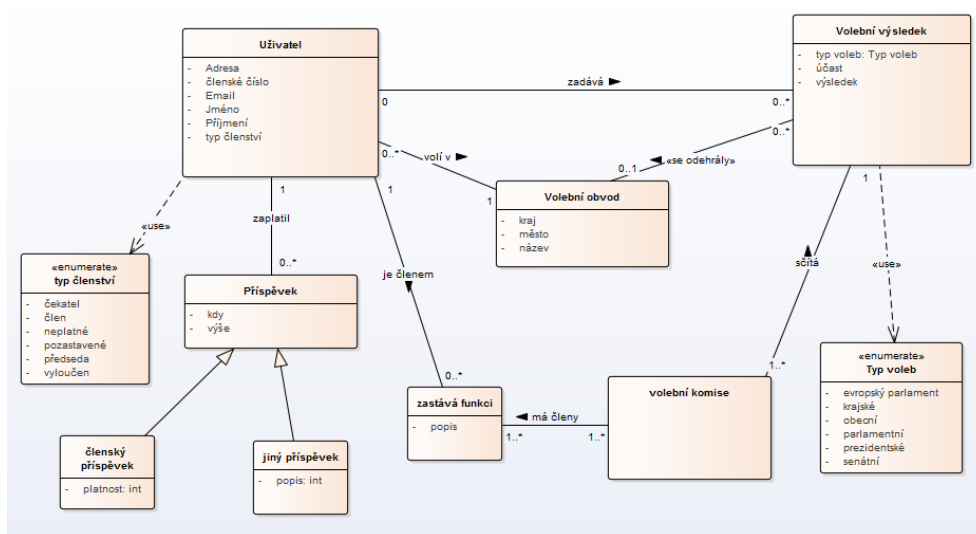 Uživatel
- Adresa
- členské číslo
- Email
- Jméno
- Příjmení
- typ členství
Volební výsledek
- typ voleb: Typ voleb
- účast
- výsledek
zadává
0
0..*
0..*
volí v
1
0..*
«se odehrály»
0..1
Volební obvod
- kraj
- město
- název
1
zaplatil
0..*
1
je členem
0..*
«use»
«enumerate»
typ členství
- čekatel
- člen
- neplatné
- pozastavené
- předseda
- vyloučen
Příspěvek
- kdy
- výše
1
sčítá
1..*
«use»
«enumerate»
Typ voleb
- evropský parlament
- krajské
- obecní
- parlamentní
- prezidentské
- senátní
zastává funkci
- popis
má členy
1..*
1..*
volební komise
členský
příspěvek
- platnost: int
jiný příspěvek
- popis: int